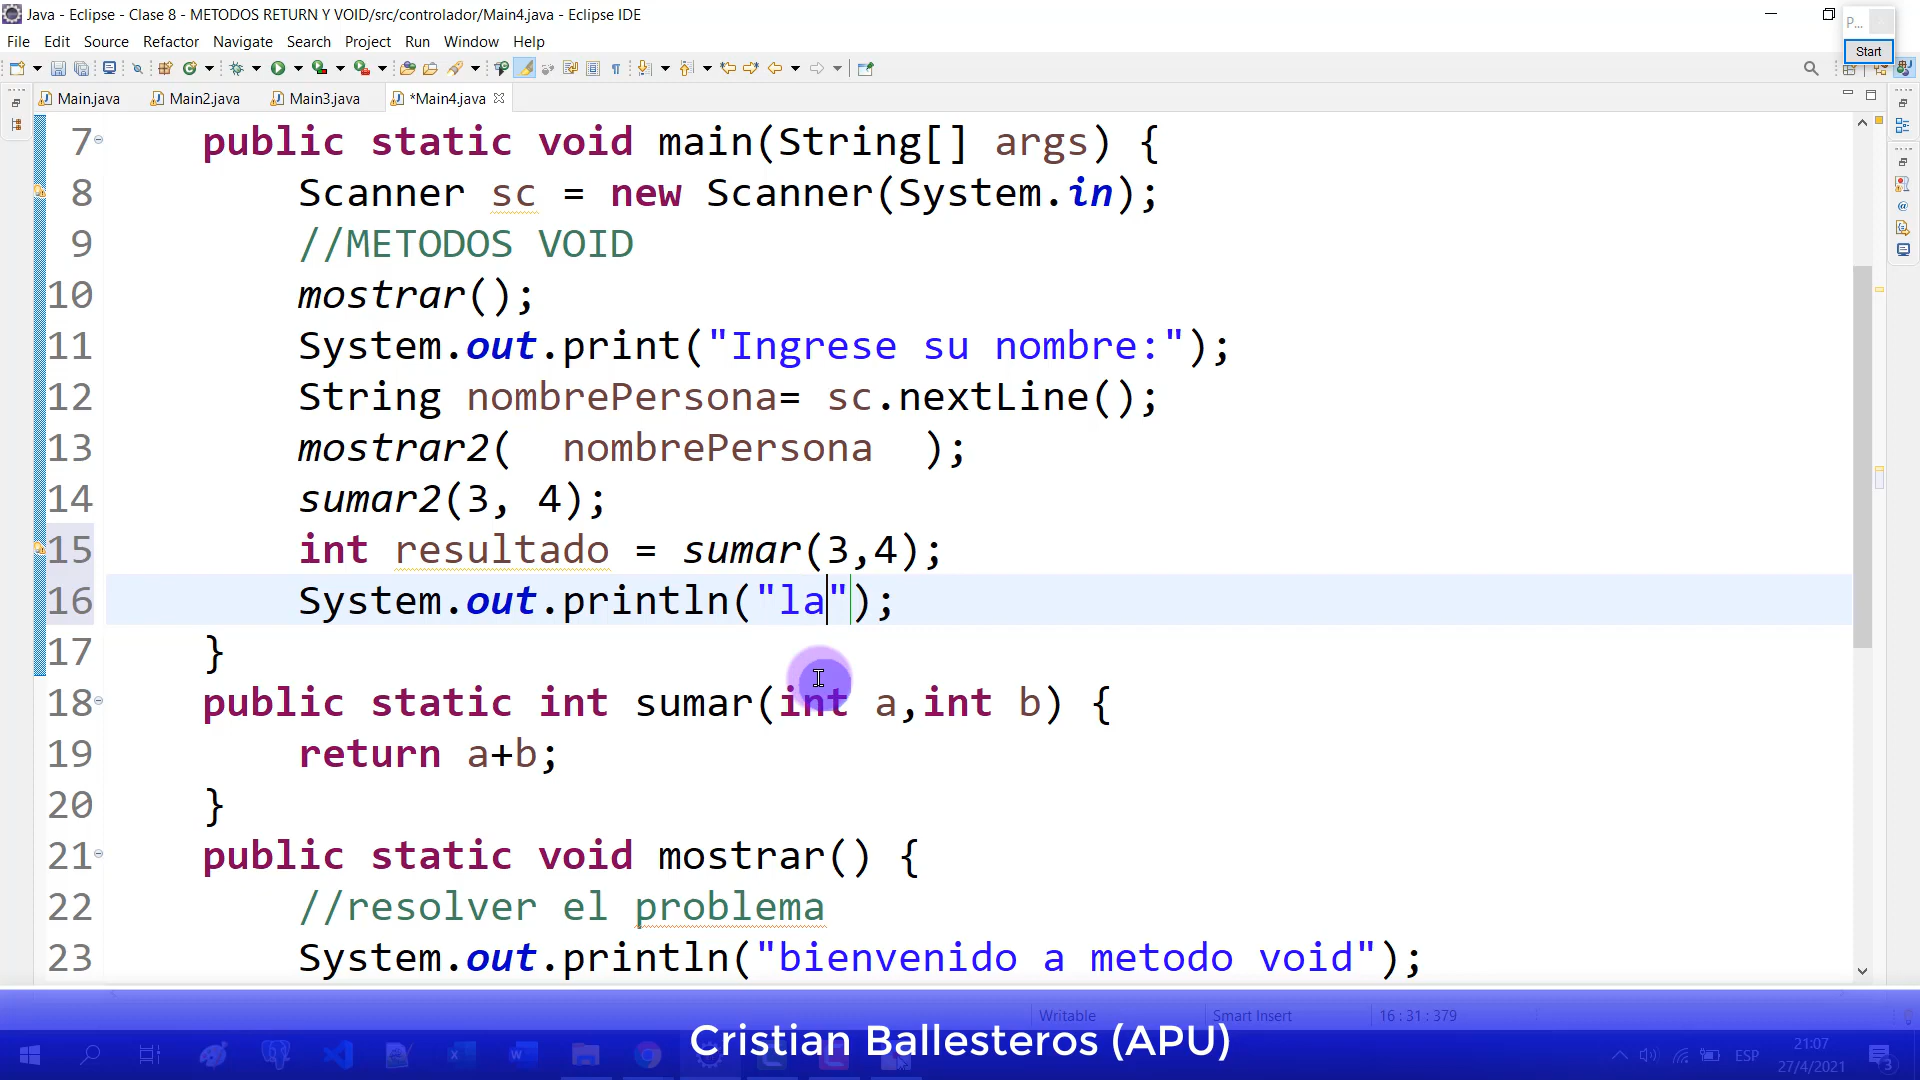 Java - Eclipse - Clase 8 - METODOS RETURN Y VOID/src/controlador/Main4.java - Eclipse IDE
P...
Start
File Edit Source Refactor Navigate Search Project Run Window Help
Main.java Main2.java Main3.java *Main4.java
7 public static void main(String[] args) {
8 Scanner sc = new Scanner(System.in);
9 //METODOS VOID
10 mostrar();
11 System.out.print("Ingrese su nombre:");
12 String nombrePersona= sc.nextLine();
13 mostrar2( nombrePersona );
14 sumar2(3, 4);
15 int resultado = sumar(3,4);
16 System.out.println("la");
17 }
18 public static int sumar(int a,int b) {
19 return a+b;
20 }
21 public static void mostrar() {
22 //resolver el problema
23 System.out.println("bienvenido a metodo void");
Writable Smart Insert 16 : 31 : 379
Cristian Ballesteros (APU)
ESP
21:07
27/4/2021
3